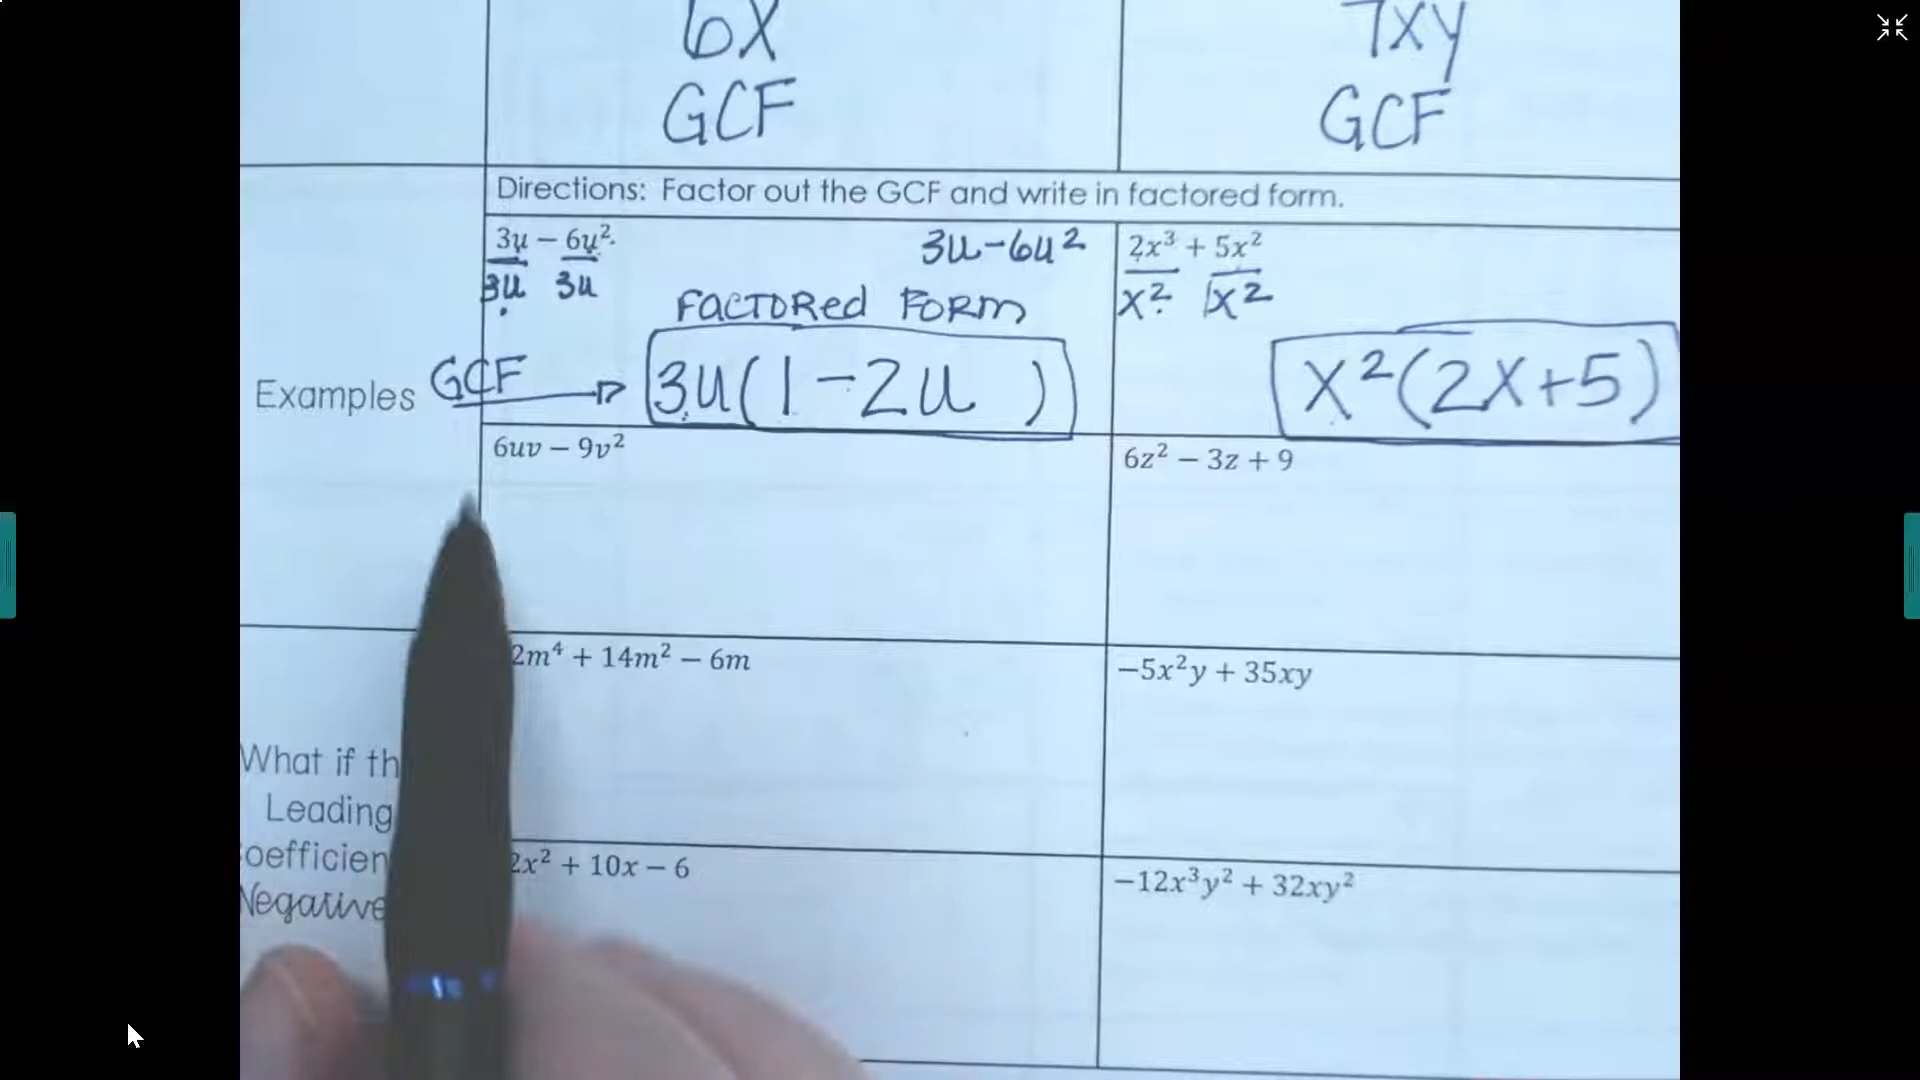 6X
GCF
7XY
GCF
Directions: Factor out the GCF and write in factored form.
3u − 6u²
3u 3u
3u−6u²
FACTORED FORM
Examples
GCF
3u(1−2u )
2x³ + 5x²
x² x²
x²(2x+5)
6uv − 9v²
6z² − 3z + 9
2m⁴ + 14m² − 6m
−5x²y + 35xy
What if th
Leading
oefficien
Negative
2x² + 10x − 6
−12x³y² + 32xy²